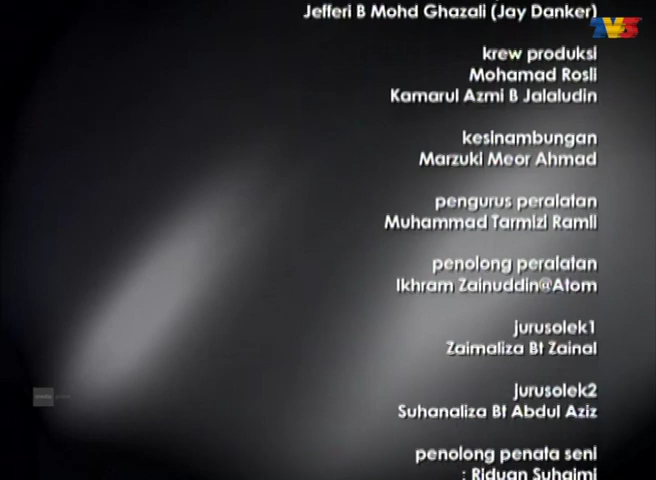 Jefferi B Mohd Ghazali (Jay Danker)
TV3
krew produksi
Mohamad Rosli
Kamarul Azmi B Jalaludin
kesinambungan
Marzuki Meor Ahmad
pengurus peralatan
Muhammad Tarmizi Ramli
penolong peralatan
Ikhram Zainuddin@Atom
jurusolek1
Zaimaliza Bt Zainal
jurusolek2
Suhanaliza Bt Abdul Aziz
penolong penata seni
: Riduan Suhaimi